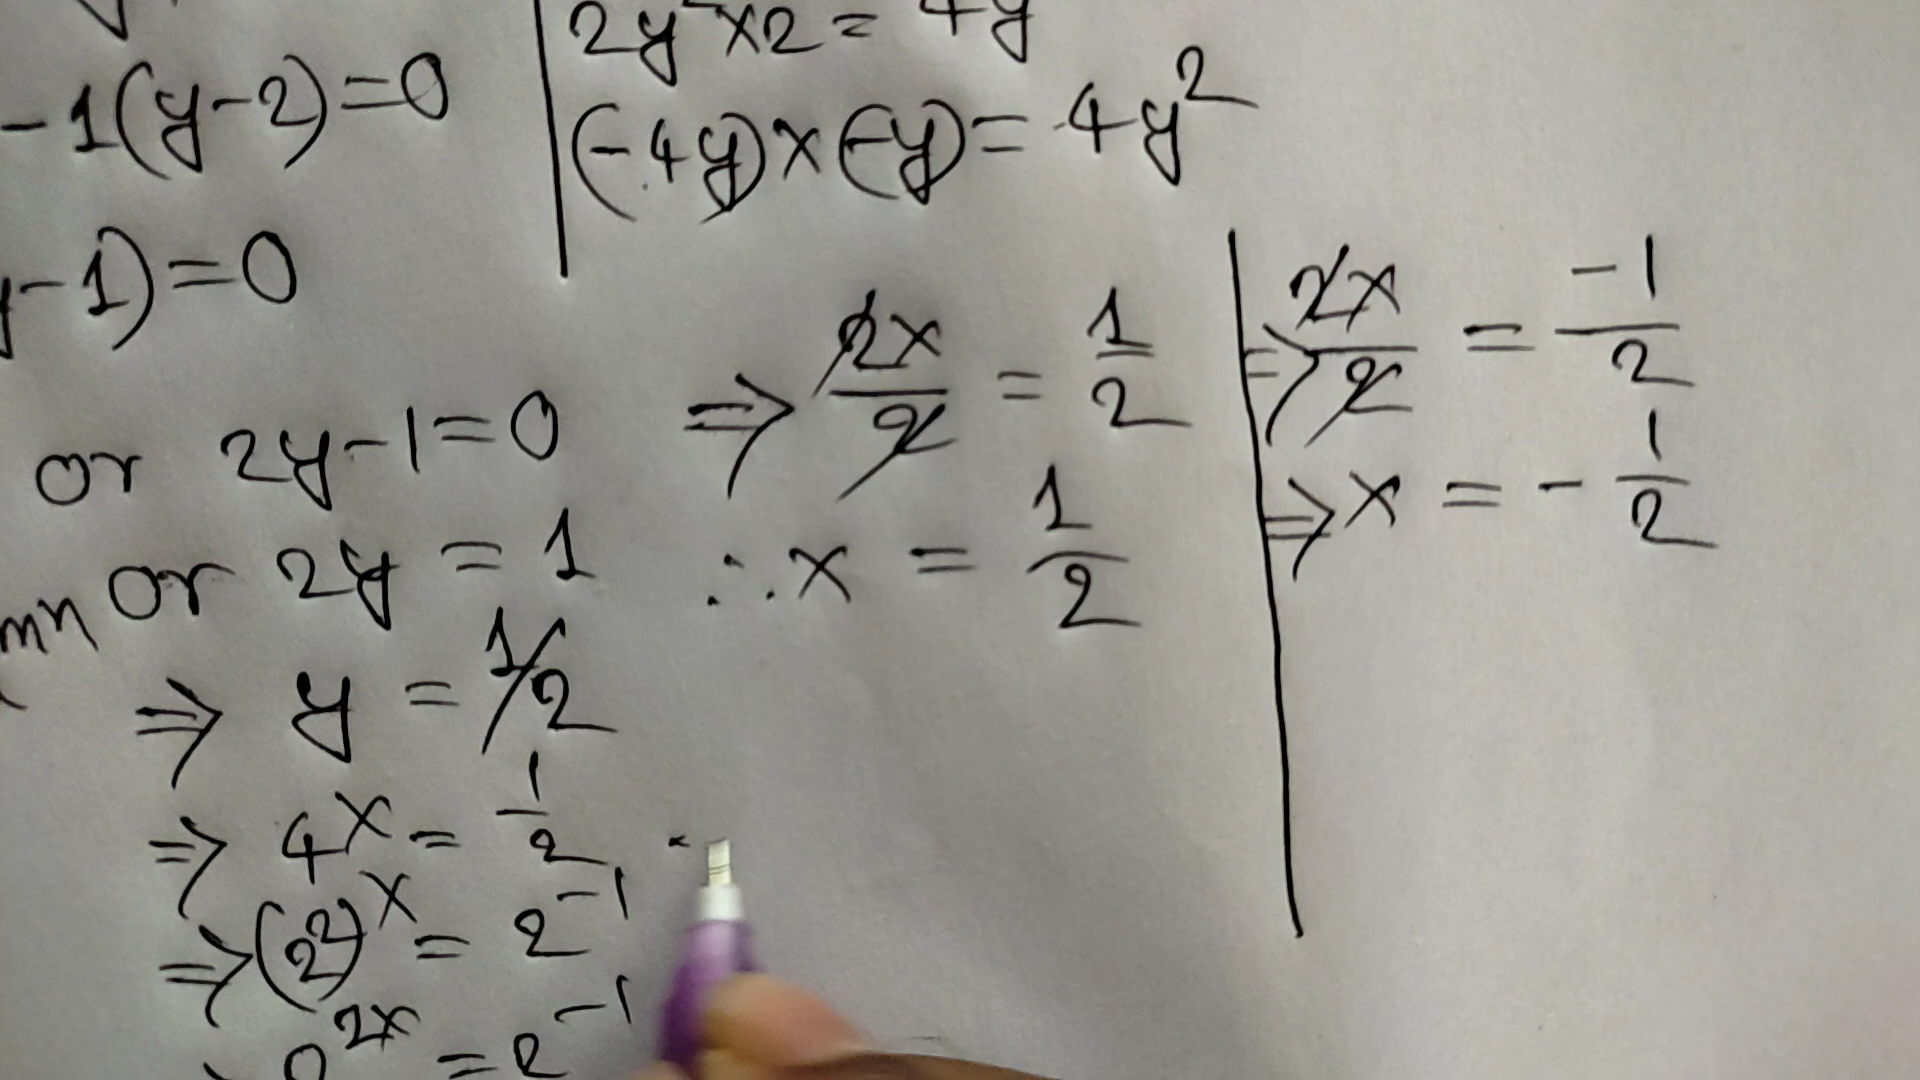 2y² x2 = 4y
-1(y-2)=0
(-4y)x(-y)= 4y²
-1)=0
or 2y-1=0
or 2y = 1
⇒ y = 1/2
⇒ 4^x = 1/2
⇒ (2²)^x = 2^-1
2^2x = 2^-1
⇒ 2x/2 = 1/2
∴ x = 1/2
⇒ 2x/2 = -1/2
⇒ x = - 1/2